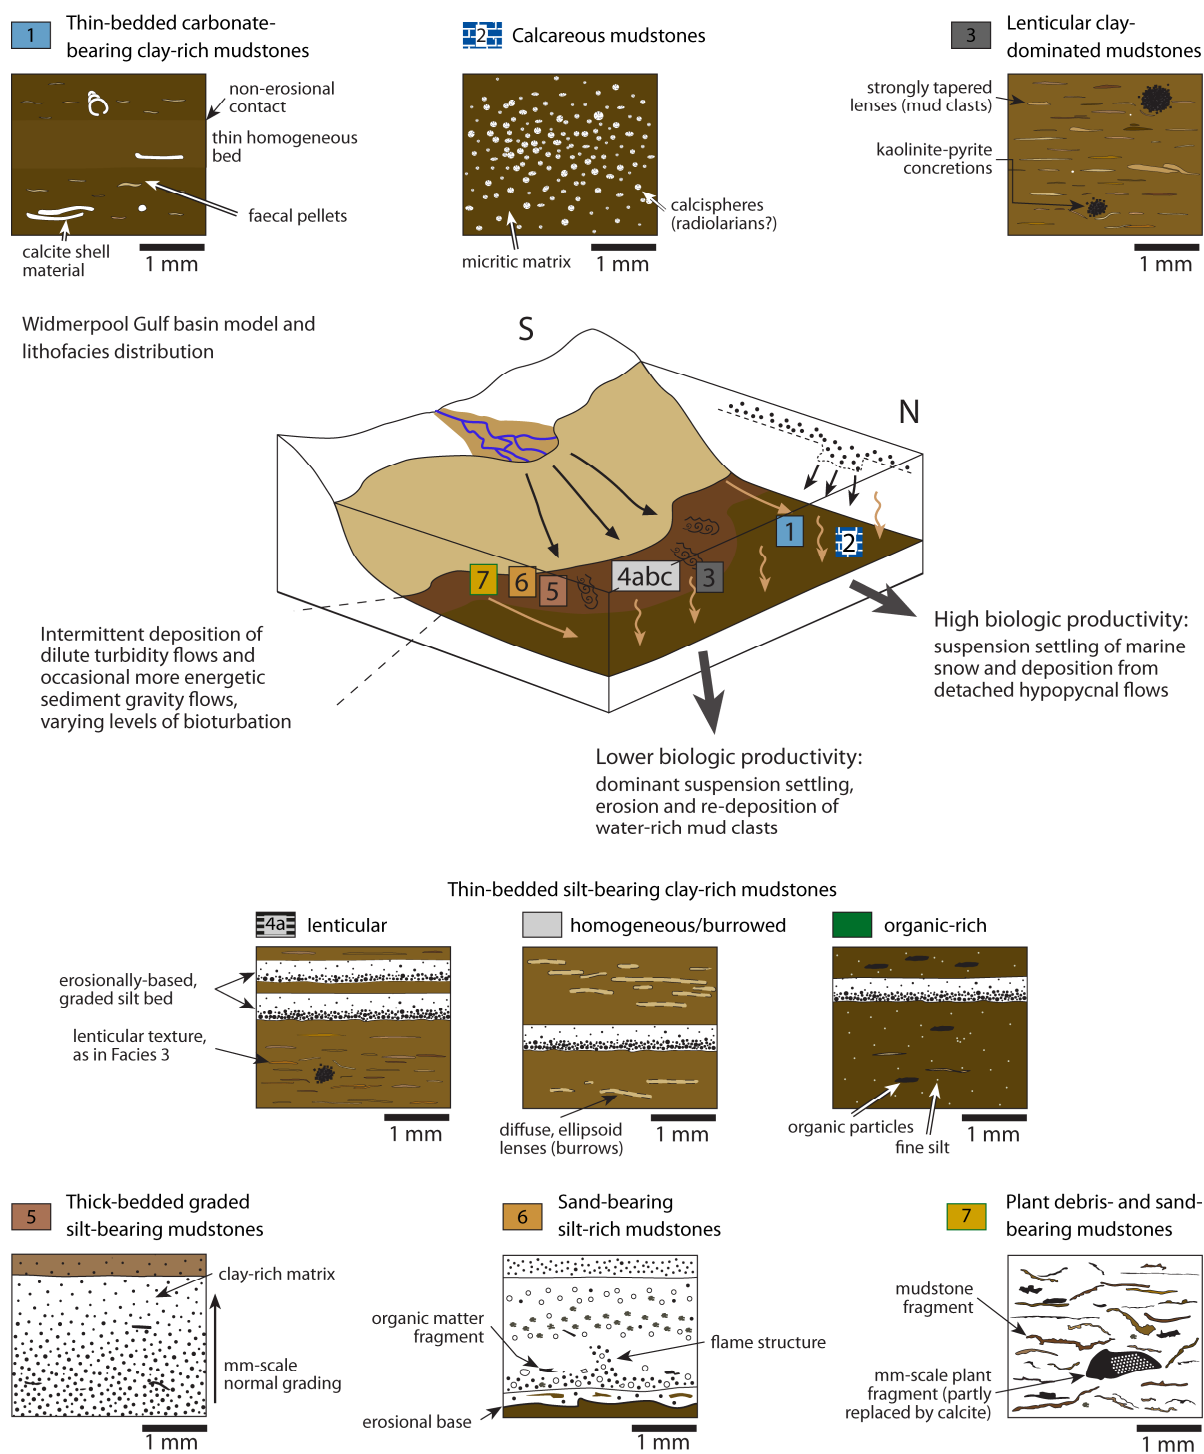 1
Thin-bedded carbonate-
bearing clay-rich mudstones
2
Calcareous mudstones
3
Lenticular clay-
dominated mudstones
non-erosional
contact
thin homogeneous
bed
faecal pellets
calcite shell
material
1 mm
calcispheres
(radiolarians?)
micritic matrix
1 mm
strongly tapered
lenses (mud clasts)
kaolinite-pyrite
concretions
1 mm
Widmerpool Gulf basin model and
lithofacies distribution
S
N
1
2
7
6
5
4abc
3
Intermittent deposition of
dilute turbidity flows and
occasional more energetic
sediment gravity flows,
varying levels of bioturbation
High biologic productivity:
suspension settling of marine
snow and deposition from
detached hypopycnal flows
Lower biologic productivity:
dominant suspension settling,
erosion and re-deposition of
water-rich mud clasts
Thin-bedded silt-bearing clay-rich mudstones
4a
lenticular
homogeneous/burrowed
organic-rich
erosionally-based,
graded silt bed
lenticular texture,
as in Facies 3
1 mm
diffuse, ellipsoid
lenses (burrows)
1 mm
organic particles
fine silt
1 mm
5
Thick-bedded graded
silt-bearing mudstones
6
Sand-bearing
silt-rich mudstones
7
Plant debris- and sand-
bearing mudstones
clay-rich matrix
mm-scale
normal grading
1 mm
organic matter
fragment
flame structure
erosional base
1 mm
mudstone
fragment
mm-scale plant
fragment (partly
replaced by calcite)
1 mm